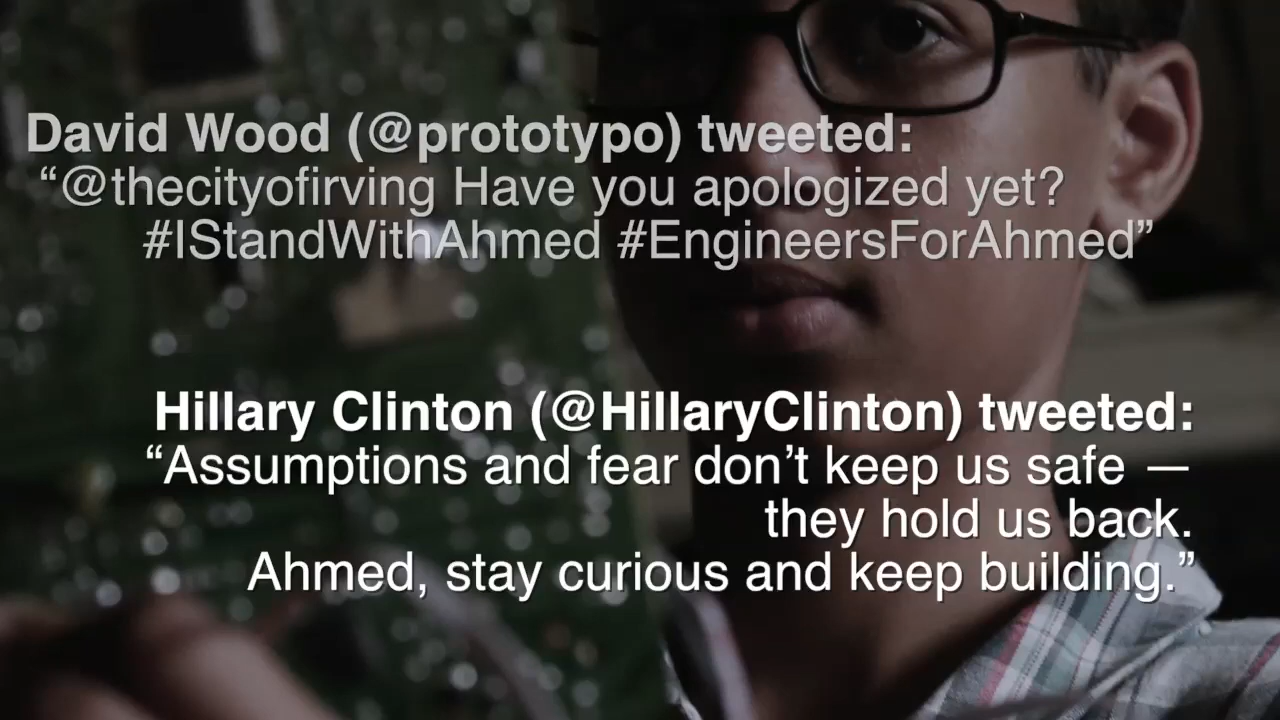 David Wood (@prototypo) tweeted:
“@thecityofirving Have you apologized yet?
#IStandWithAhmed #EngineersForAhmed”
Hillary Clinton (@HillaryClinton) tweeted:
“Assumptions and fear don’t keep us safe —
they hold us back.
Ahmed, stay curious and keep building.”